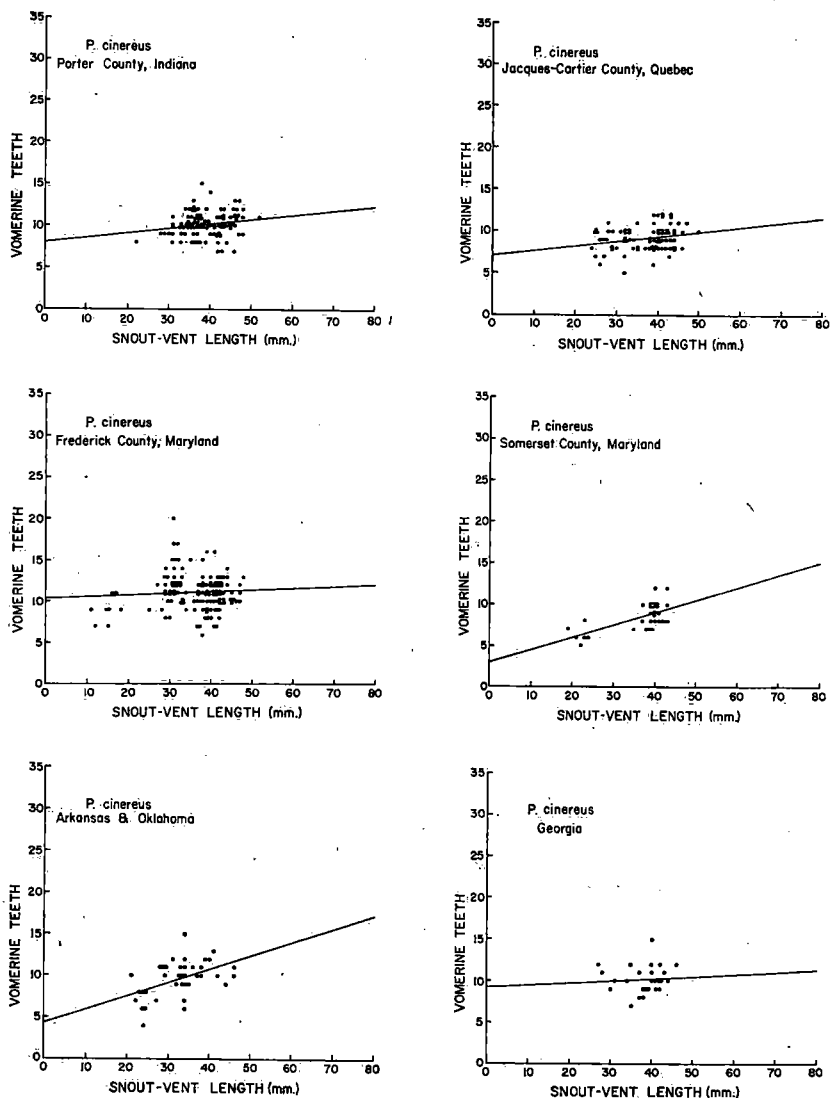 P. cinereus
Porter County, Indiana
VOMERINE TEETH
35
30
25
20
15
10
5
0
0 10 20 30 40 50 60 70 80
SNOUT-VENT LENGTH (mm.)
P. cinereus
Jacques-Cartier County, Quebec
VOMERINE TEETH
35
30
25
20
15
10
5
0
0 10 20 30 40 50 60 70 80
SNOUT-VENT LENGTH (mm.)
P. cinereus
Frederick County, Maryland
VOMERINE TEETH
35
30
25
20
15
10
5
0
0 10 20 30 40 50 60 70 80
SNOUT-VENT LENGTH (mm.)
P. cinereus
Somerset County, Maryland
VOMERINE TEETH
35
30
25
20
15
10
5
0
0 10 20 30 40 50 60 70 80
SNOUT-VENT LENGTH (mm.)
P. cinereus
Arkansas & Oklahoma
VOMERINE TEETH
35
30
25
20
15
10
5
0
0 10 20 30 40 50 60 70 80
SNOUT-VENT LENGTH (mm.)
P. cinereus
Georgia
VOMERINE TEETH
35
30
25
20
15
10
5
0
0 10 20 30 40 50 60 70 80
SNOUT-VENT LENGTH (mm.)